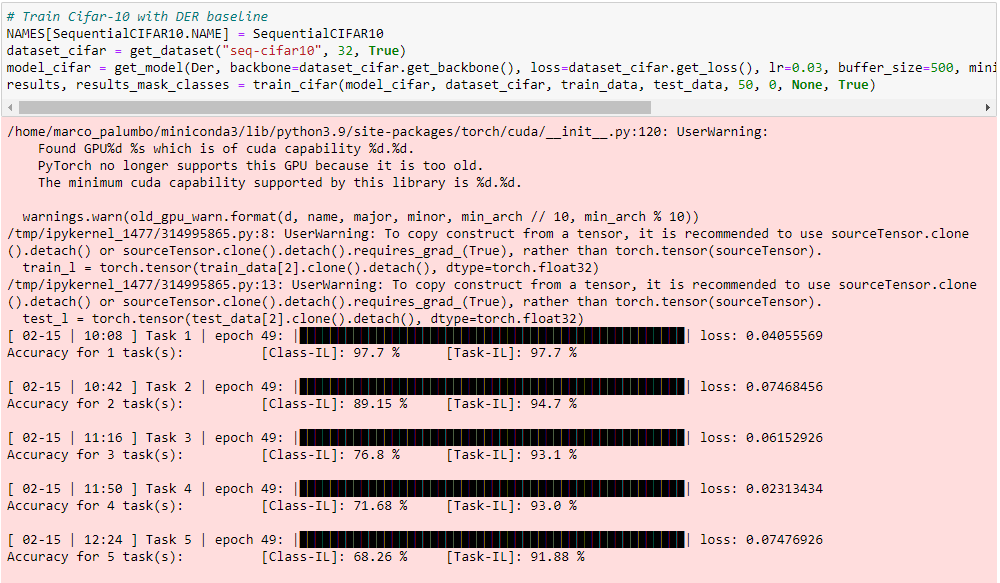 # Train Cifar-10 with DER baseline
NAMES[SequentialCIFAR10.NAME] = SequentialCIFAR10
dataset_cifar = get_dataset("seq-cifar10", 32, True)
model_cifar = get_model(Der, backbone=dataset_cifar.get_backbone(), loss=dataset_cifar.get_loss(), lr=0.03, buffer_size=500, mini
results, results_mask_classes = train_cifar(model_cifar, dataset_cifar, train_data, test_data, 50, 0, None, True)
/home/marco_palumbo/miniconda3/lib/python3.9/site-packages/torch/cuda/__init__.py:120: UserWarning:
    Found GPU%d %s which is of cuda capability %d.%d.
    PyTorch no longer supports this GPU because it is too old.
    The minimum cuda capability supported by this library is %d.%d.
  warnings.warn(old_gpu_warn.format(d, name, major, minor, min_arch // 10, min_arch % 10))
/tmp/ipykernel_1477/314995865.py:8: UserWarning: To copy construct from a tensor, it is recommended to use sourceTensor.clone
().detach() or sourceTensor.clone().detach().requires_grad_(True), rather than torch.tensor(sourceTensor).
  train_l = torch.tensor(train_data[2].clone().detach(), dtype=torch.float32)
/tmp/ipykernel_1477/314995865.py:13: UserWarning: To copy construct from a tensor, it is recommended to use sourceTensor.clone
().detach() or sourceTensor.clone().detach().requires_grad_(True), rather than torch.tensor(sourceTensor).
  test_l = torch.tensor(test_data[2].clone().detach(), dtype=torch.float32)
[ 02-15 | 10:08 ] Task 1 | epoch 49: | | loss: 0.04055569
Accuracy for 1 task(s): [Class-IL]: 97.7 % [Task-IL]: 97.7 %
[ 02-15 | 10:42 ] Task 2 | epoch 49: | | loss: 0.07468456
Accuracy for 2 task(s): [Class-IL]: 89.15 % [Task-IL]: 94.7 %
[ 02-15 | 11:16 ] Task 3 | epoch 49: | | loss: 0.06152926
Accuracy for 3 task(s): [Class-IL]: 76.8 % [Task-IL]: 93.1 %
[ 02-15 | 11:50 ] Task 4 | epoch 49: | | loss: 0.02313434
Accuracy for 4 task(s): [Class-IL]: 71.68 % [Task-IL]: 93.0 %
[ 02-15 | 12:24 ] Task 5 | epoch 49: | | loss: 0.07476926
Accuracy for 5 task(s): [Class-IL]: 68.26 % [Task-IL]: 91.88 %